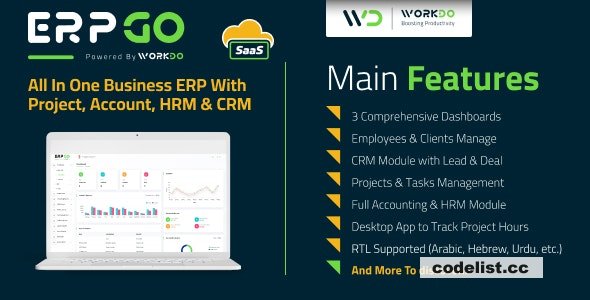 ERPGO
Powered By WORKDO
SaaS
All In One Business ERP With
Project, Account, HRM & CRM
ERPGO
WORKDO
Boosting Productivity
Main Features
3 Comprehensive Dashboards
Employees & Clients Manage
CRM Module with Lead & Deal
Projects & Tasks Management
Full Accounting & HRM Module
Desktop App to Track Project Hours
RTL Supported (Arabic, Hebrew, Urdu, etc.)
And More To
codelist.cc